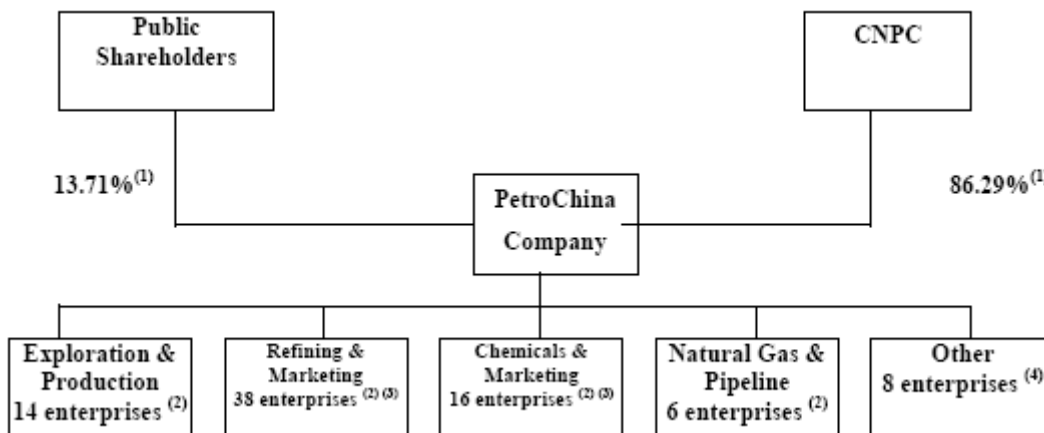 Public
Shareholders
CNPC
13.71%(1)
86.29%(1)
PetroChina
Company
Exploration &
Production
14 enterprises (2)
Refining &
Marketing
38 enterprises (2) (3)
Chemicals &
Marketing
16 enterprises (2) (3)
Natural Gas &
Pipeline
6 enterprises (2)
Other
8 enterprises (4)